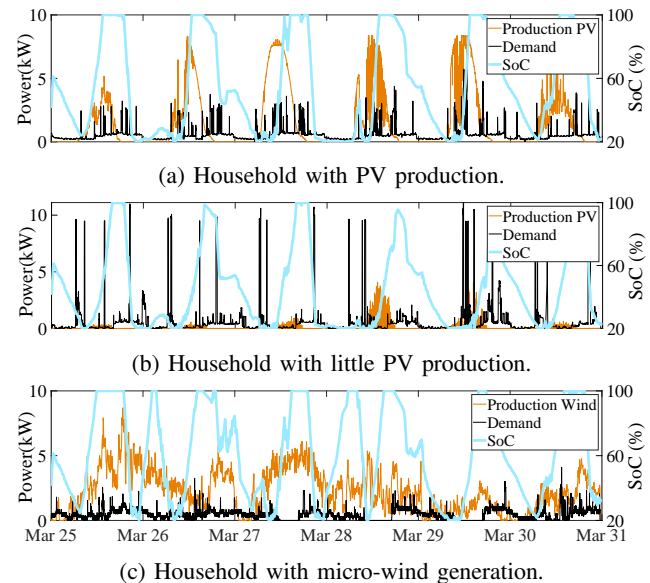 10
5
0
Power(kW)
100
60
20
SoC (%)
Production PV
Demand
SoC
(a) Household with PV production.
10
5
0
Power(kW)
100
60
20
SoC (%)
Production PV
Demand
SoC
(b) Household with little PV production.
10
5
0
Power(kW)
100
60
20
SoC (%)
Production Wind
Demand
SoC
Mar 25 Mar 26 Mar 27 Mar 28 Mar 29 Mar 30 Mar 31
(c) Household with micro-wind generation.